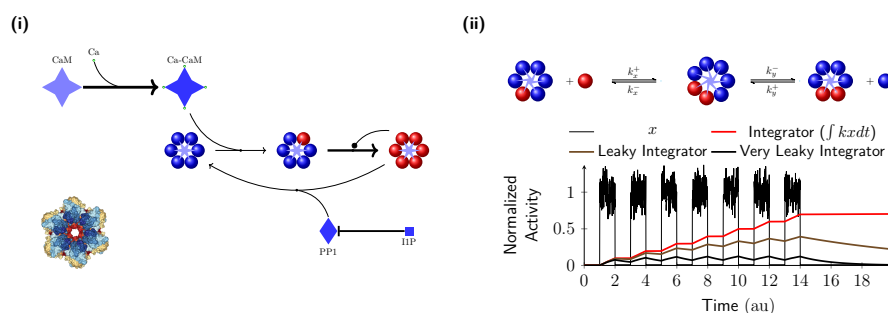 (i)
CaM
Ca
Ca-CaM
PP1
I1P
(ii)
+
k_x^+
k_x^-
k_y^-
k_y^+
+
x
Integrator (∫ kxdt)
Leaky Integrator
Very Leaky Integrator
Normalized
Activity
1
0.5
0
0 2 4 6 8 10 12 14 16 18
Time (au)